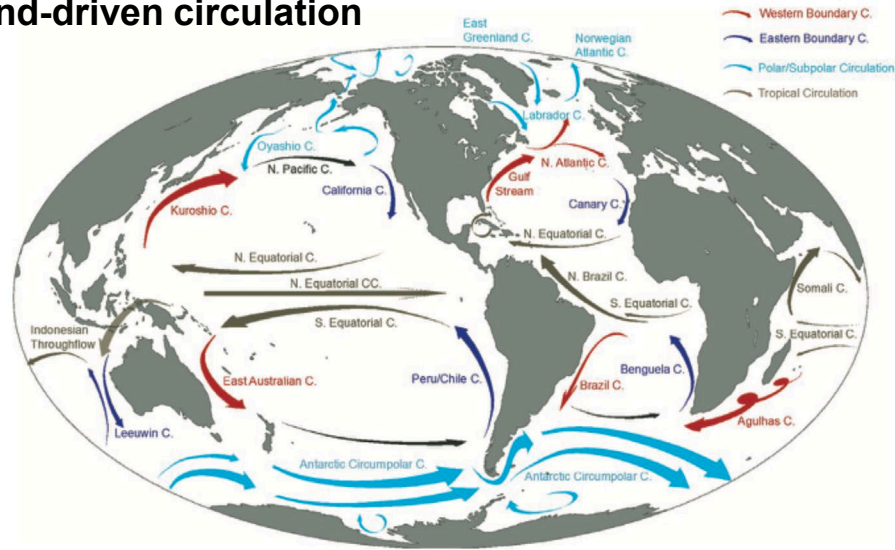 nd-driven circulation
East
Greenland C.
Norwegian
Atlantic C.
Western Boundary C.
Eastern Boundary C.
Polar/Subpolar Circulation
Tropical Circulation
Labrador C.
Oyashio C.
N. Pacific C.
California C.
Kuroshio C.
N. Atlantic C.
Gulf
Stream
Canary C.
N. Equatorial C.
N. Equatorial C.
N. Equatorial CC.
S. Equatorial C.
N. Brazil C.
S. Equatorial C.
Somali C.
S. Equatorial C.
Indonesian
Throughflow
East Australian C.
Peru/Chile C.
Brazil C.
Benguela C.
Agulhas C.
Leeuwin C.
Antarctic Circumpolar C.
Antarctic Circumpolar C.